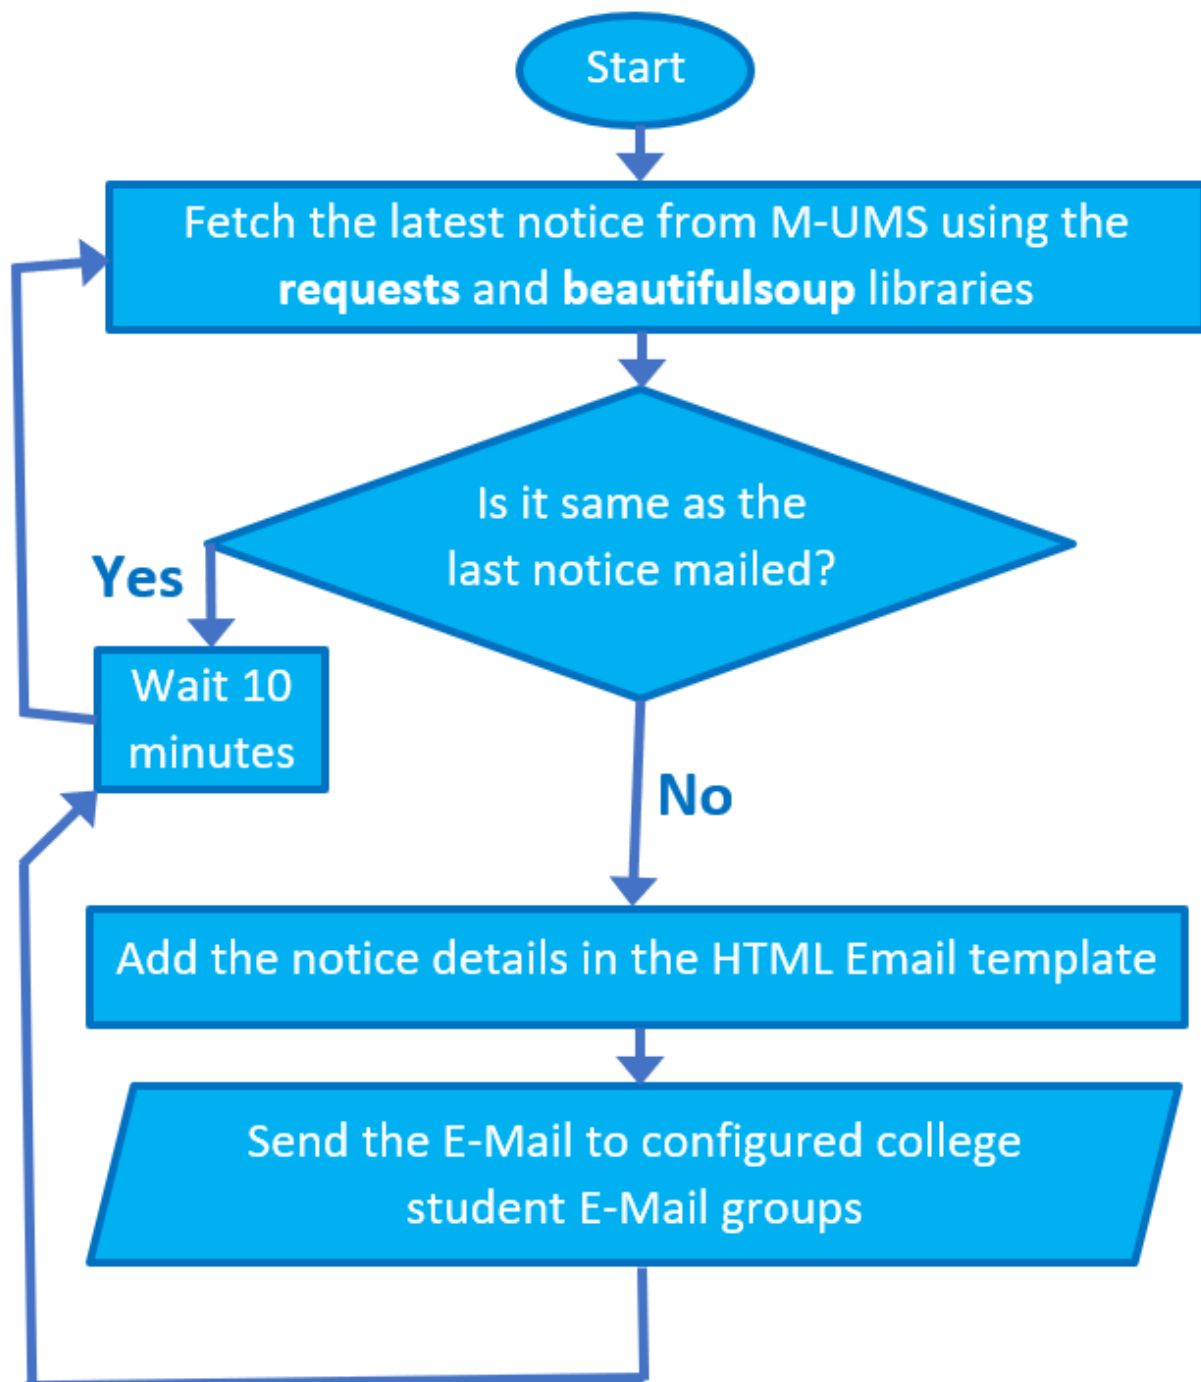 Start
Fetch the latest notice from M-UMS using the
requests and beautifulsoup libraries
Is it same as the
last notice mailed?
Yes
Wait 10
minutes
No
Add the notice details in the HTML Email template
Send the E-Mail to configured college
student E-Mail groups